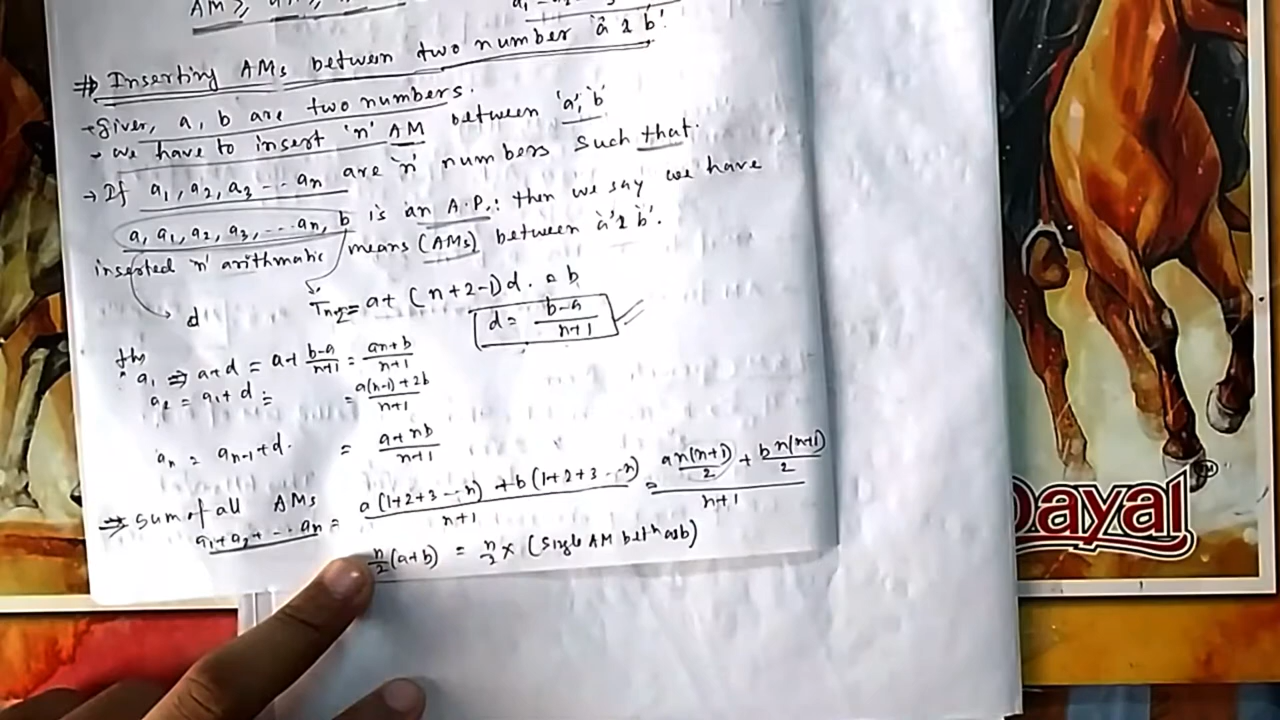 AM ≥
⇒ Inserting AMs between two number 'a' & 'b'.
→ Given, a, b are two numbers.
→ we have to insert 'n' AM between 'a', 'b'
→ If a₁, a₂, a₃ --- aₙ are 'n' numbers such that.
a, a₁, a₂, a₃, --- aₙ, b is an A.P.: then we say we have
inserted 'n' arithmatic means (AMs) between 'a' & 'b'.
d
Tₙ₊₂ = a + (n+2-1)d. = b
d = (b-a)/(n+1)
a₁ ⇒ a+d = a + (b-a)/(n+1) = (an+b)/(n+1)
a₂ = a₁+d = = (a(n-1)+2b)/(n+1)
aₙ = aₙ₋₁+d. = (a+nb)/(n+1)
⇒ Sum of all AMs
a₁+a₂+ --- aₙ = (a(1+2+3 --- n) + b(1+2+3 --- n))/(n+1) = (an(n+1)/2 + bn(n+1)/2)/(n+1)
n/2 (a+b) = n/2 × (Single AM betⁿ a&b)
Dayal